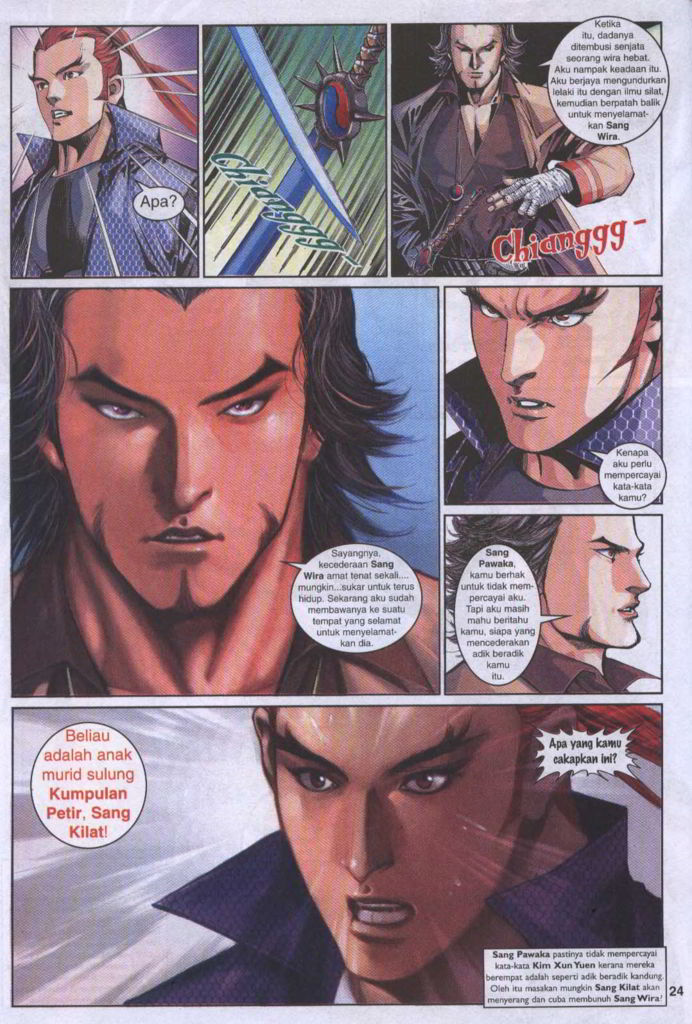 Apa?
Chianggg~
Ketika
itu, dadanya
ditembusi senjata
seorang wira hebat.
Aku nampak keadaan itu.
Aku berjaya mengundurkan
lelaki itu dengan ilmu silat,
kemudian berpatah balik
untuk menyelamat-
kan Sang
Wira.
Chianggg~
Sayangnya,
kecederaan Sang
Wira amat tenat sekali....
mungkin...sukar untuk terus
hidup. Sekarang aku sudah
membawanya ke suatu
tempat yang selamat
untuk menyelamat-
kan dia.
Kenapa
aku perlu
mempercayai
kata-kata
kamu?
Sang
Pawaka,
kamu berhak
untuk tidak mem-
percayai aku.
Tapi aku masih
mahu beritahu
kamu, siapa yang
mencederakan
adik beradik
kamu
itu.
Beliau
adalah anak
murid sulung
Kumpulan
Petir, Sang
Kilat!
Apa yang kamu
cakapkan ini?
Sang Pawaka pastinya tidak mempercayai
kata-kata Kim Xun Yuen kerana mereka
berempat adalah seperti adik beradik kandung.
Oleh itu masakan mungkin Sang Kilat akan
menyerang dan cuba membunuh Sang Wira?
24